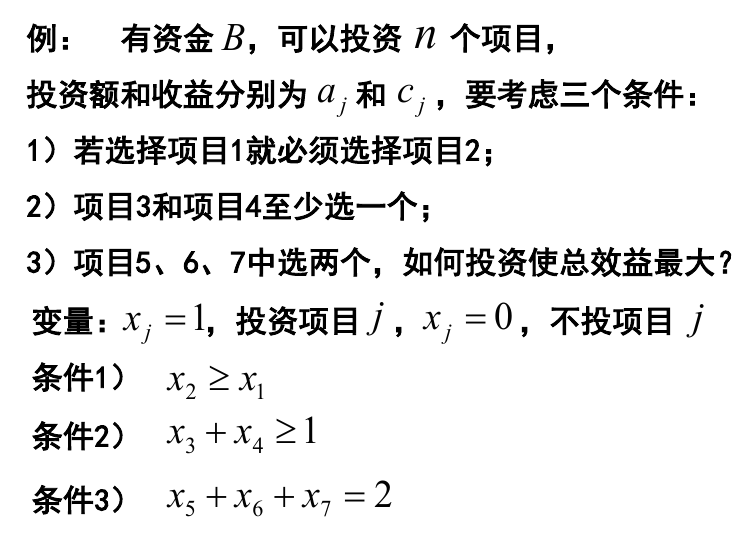 例： 有资金 B，可以投资 n 个项目，
投资额和收益分别为 a_j 和 c_j ，要考虑三个条件：
1）若选择项目1就必须选择项目2；
2）项目3和项目4至少选一个；
3）项目5、6、7中选两个，如何投资使总效益最大？
变量：x_j =1，投资项目 j ，x_j =0 ，不投项目 j
条件1） x_2 ≥ x_1
条件2） x_3 + x_4 ≥ 1
条件3） x_5 + x_6 + x_7 = 2